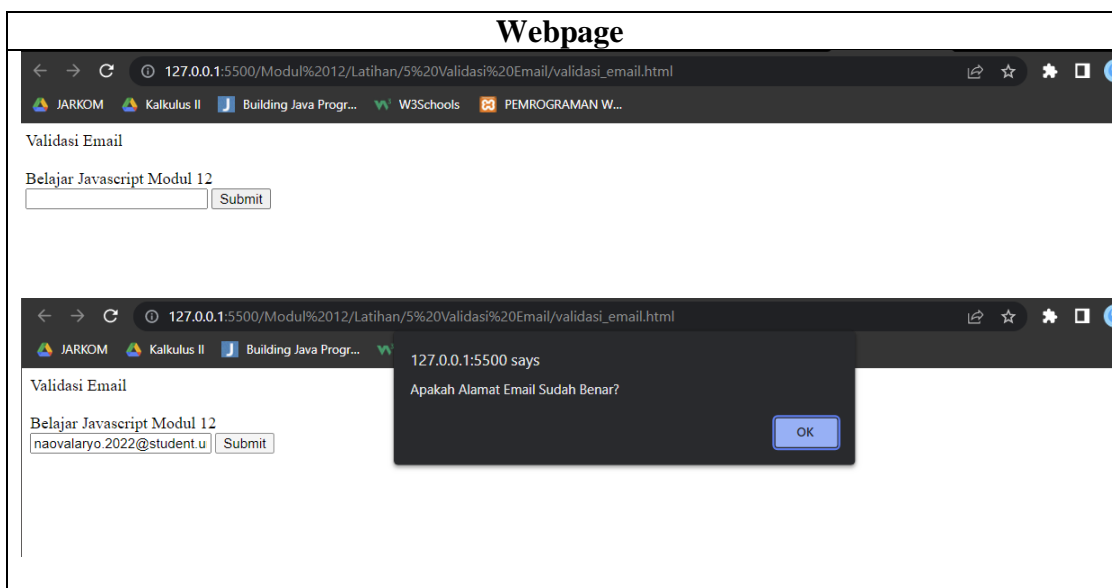 Webpage
127.0.0.1:5500/Modul%2012/Latihan/5%20Validasi%20Email/validasi_email.html
JARKOM Kalkulus II Building Java Progr... W3Schools PEMROGRAMAN W...
Validasi Email
Belajar Javascript Modul 12
Submit
127.0.0.1:5500/Modul%2012/Latihan/5%20Validasi%20Email/validasi_email.html
JARKOM Kalkulus II Building Java Progr...
127.0.0.1:5500 says
Apakah Alamat Email Sudah Benar?
OK
Validasi Email
Belajar Javascript Modul 12
naovalaryo.2022@student.u Submit